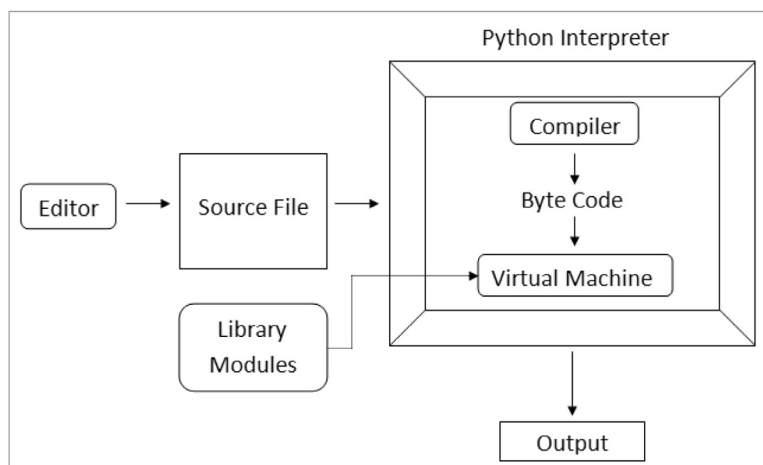 Python Interpreter
Compiler
Editor
Source File
Byte Code
Virtual Machine
Library
Modules
Output